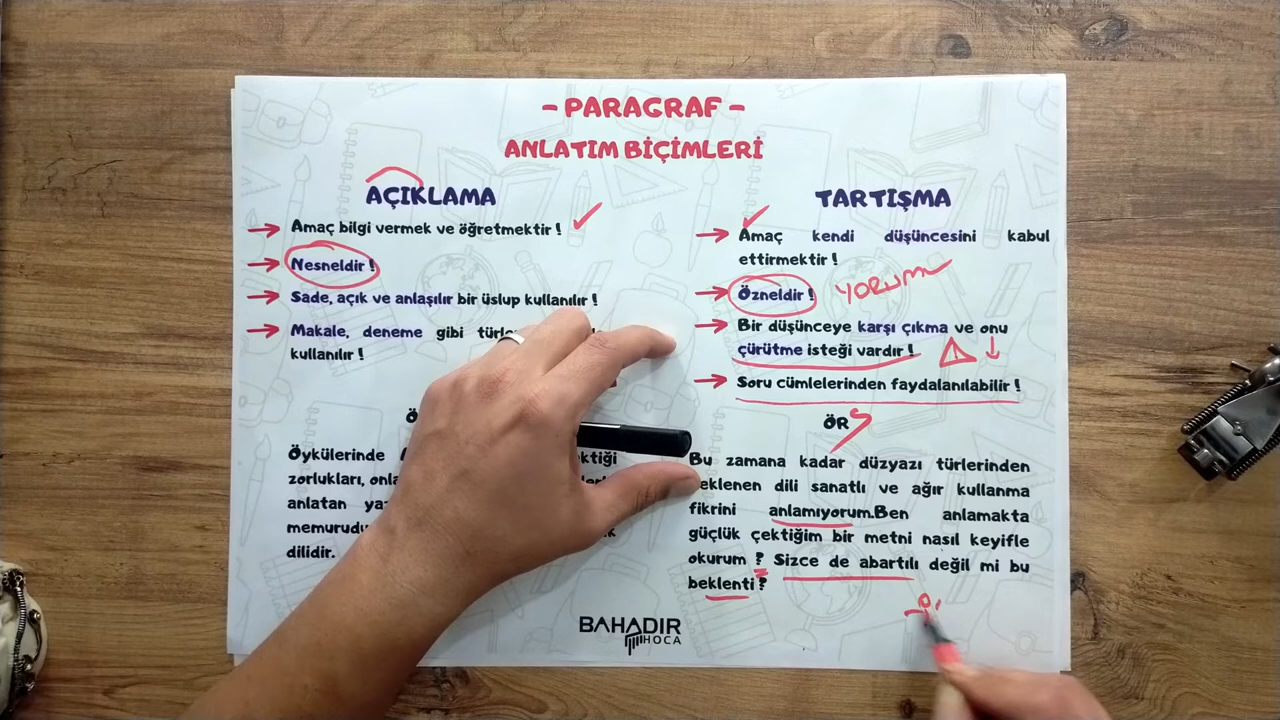 - PARAGRAF -
ANLATIM BİÇİMLERİ
AÇIKLAMA
Amaç bilgi vermek ve öğretmektir !
Nesneldir !
Sade, açık ve anlaşılır bir üslup kullanılır !
Makale, deneme gibi
kullanılır !
Öykülerinde
zorlukları,
anlatan
dilidir.
TARTIŞMA
Amaç kendi düşüncesini kabul
ettirmektir !
Özneldir ! YORUM
Bir düşünceye karşı çıkma ve onu
çürütme isteği vardır !
Soru cümlelerinden faydalanılabilir !
ÖR
Bu zamana kadar düzyazı türlerinden
dili sanatlı ve ağır kullanma
fikrini anlamıyorum.Ben anlamakta
güçlük çektiğim bir metni nasıl keyifle
okurum ? Sizce de abartılı değil mi bu
beklenti ?
BAHADIR
HOCA